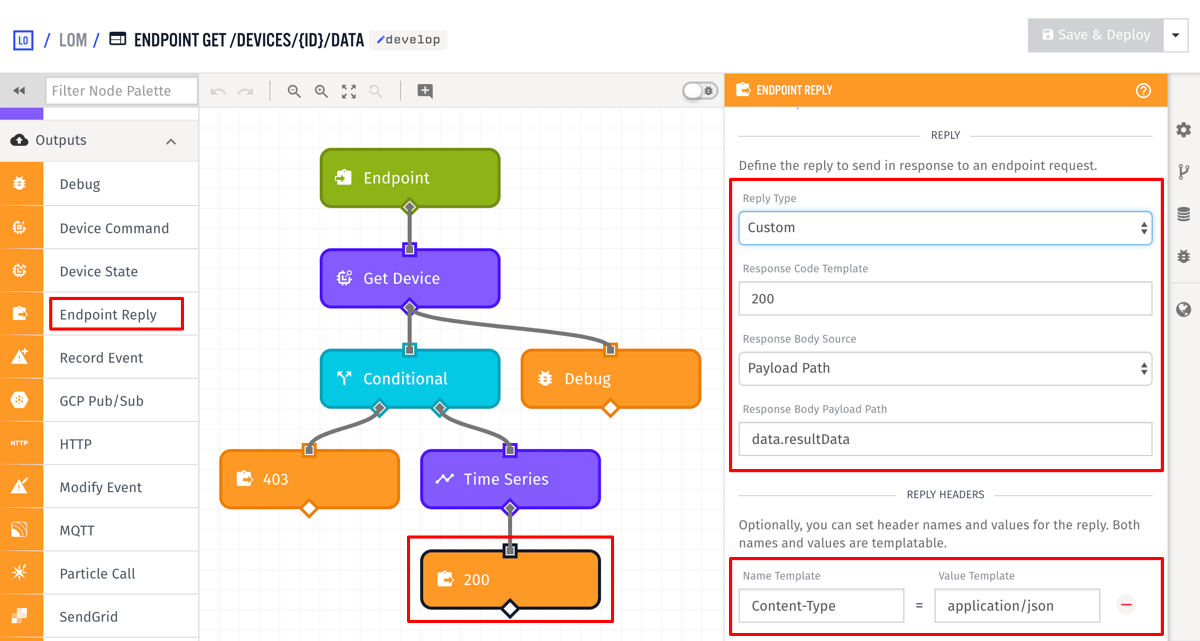 LO / LOM / ENDPOINT GET /DEVICES/{ID}/DATA develop
Save & Deploy
Filter Node Palette
Outputs
Debug
Device Command
Device State
Endpoint Reply
Record Event
GCP Pub/Sub
HTTP HTTP
Modify Event
MQTT
Particle Call
SendGrid
Endpoint
Get Device
Conditional
Debug
403
Time Series
200
ENDPOINT REPLY
REPLY
Define the reply to send in response to an endpoint request.
Reply Type
Custom
Response Code Template
200
Response Body Source
Payload Path
Response Body Payload Path
data.resultData
REPLY HEADERS
Optionally, you can set header names and values for the reply. Both
names and values are templatable.
Name Template Value Template
Content-Type = application/json